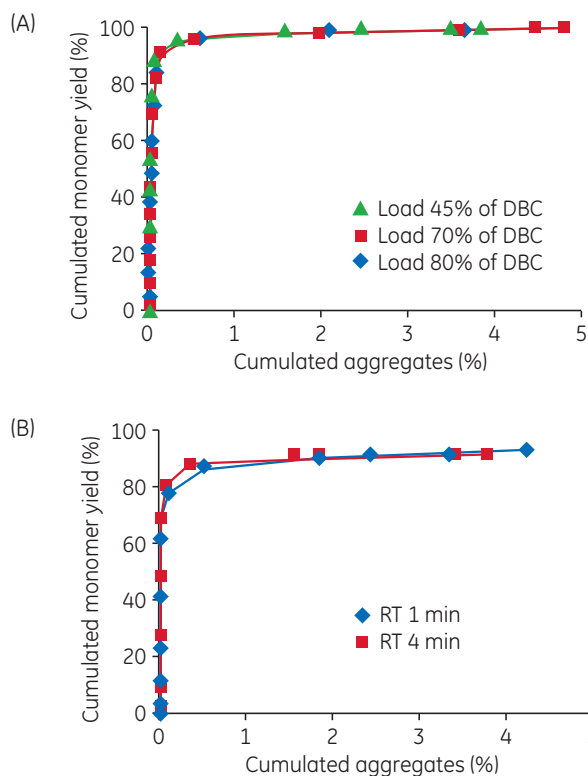 (A)
100
80
60
40
20
0
Cumulated monomer yield (%)
Load 45% of DBC
Load 70% of DBC
Load 80% of DBC
0 1 2 3 4 5
Cumulated aggregates (%)
(B)
100
80
60
40
20
0
Cumulated monomer yield (%)
RT 1 min
RT 4 min
0 1 2 3 4
Cumulated aggregates (%)